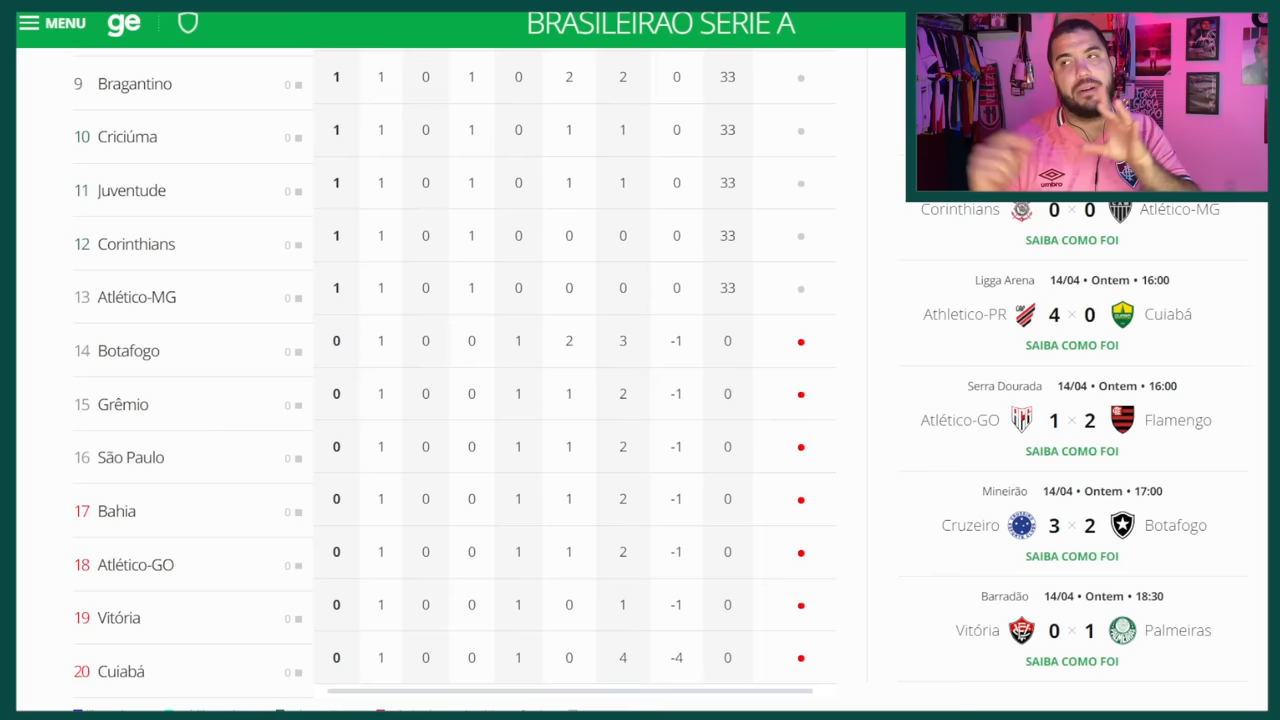 MENU ge BRASILEIRAO SERIE A
9 Bragantino 0 1 1 0 1 0 2 2 0 33
10 Criciúma 0 1 1 0 1 0 1 1 0 33
11 Juventude 0 1 1 0 1 0 1 1 0 33
12 Corinthians 0 1 1 0 1 0 0 0 0 33
13 Atlético-MG 0 1 1 0 1 0 0 0 0 33
14 Botafogo 0 0 1 0 0 1 2 3 -1 0
15 Grêmio 0 0 1 0 0 1 1 2 -1 0
16 São Paulo 0 0 1 0 0 1 1 2 -1 0
17 Bahia 0 0 1 0 0 1 1 2 -1 0
18 Atlético-GO 0 0 1 0 0 1 1 2 -1 0
19 Vitória 0 0 1 0 0 1 0 1 -1 0
20 Cuiabá 0 0 1 0 0 1 0 4 -4 0
VELEZ
FORÇA
GLÓRIA
umbro
Corinthians 0 × 0 Atlético-MG
SAIBA COMO FOI
Ligga Arena 14/04 • Ontem • 16:00
Athletico-PR 4 × 0 Cuiabá
SAIBA COMO FOI
Serra Dourada 14/04 • Ontem • 16:00
Atlético-GO 1 × 2 Flamengo
SAIBA COMO FOI
Mineirão 14/04 • Ontem • 17:00
Cruzeiro 3 × 2 Botafogo
SAIBA COMO FOI
Barradão 14/04 • Ontem • 18:30
Vitória 0 × 1 Palmeiras
SAIBA COMO FOI